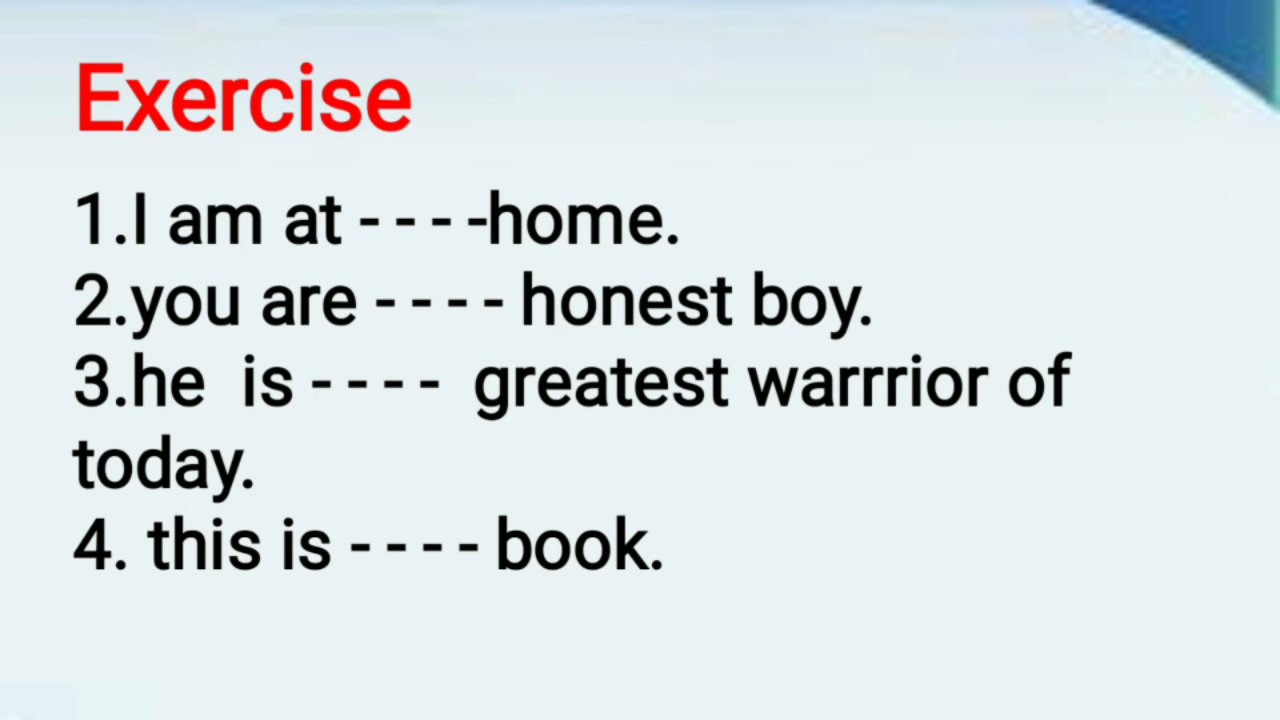 Exercise
1.I am at - - - -home.
2.you are - - - - honest boy.
3.he  is - - - -  greatest warrrior of
today.
4. this is - - - - book.